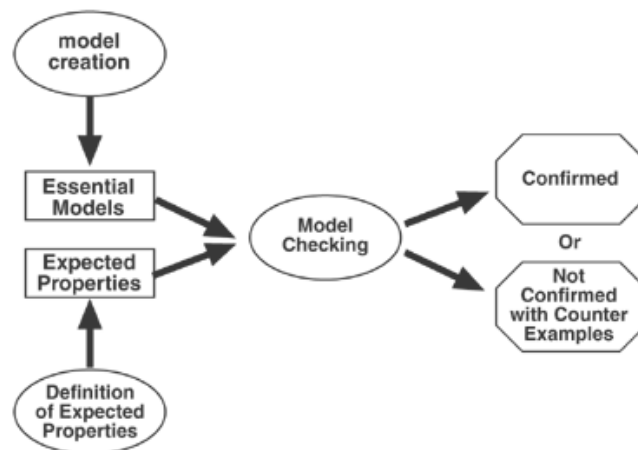 model
creation
Essential
Models
Expected
Properties
Definition
of Expected
Properties
Model
Checking
Confirmed
Or
Not
Confirmed
with Counter
Examples